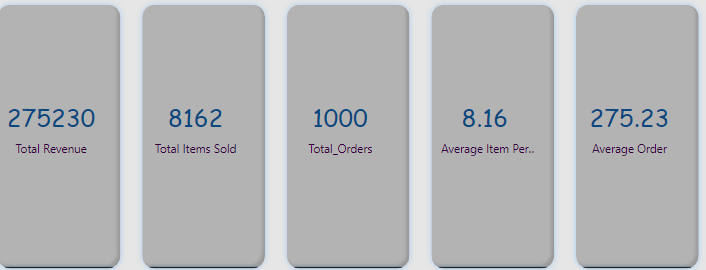 275230
Total Revenue
8162
Total Items Sold
1000
Total_Orders
8.16
Average Item Per..
275.23
Average Order